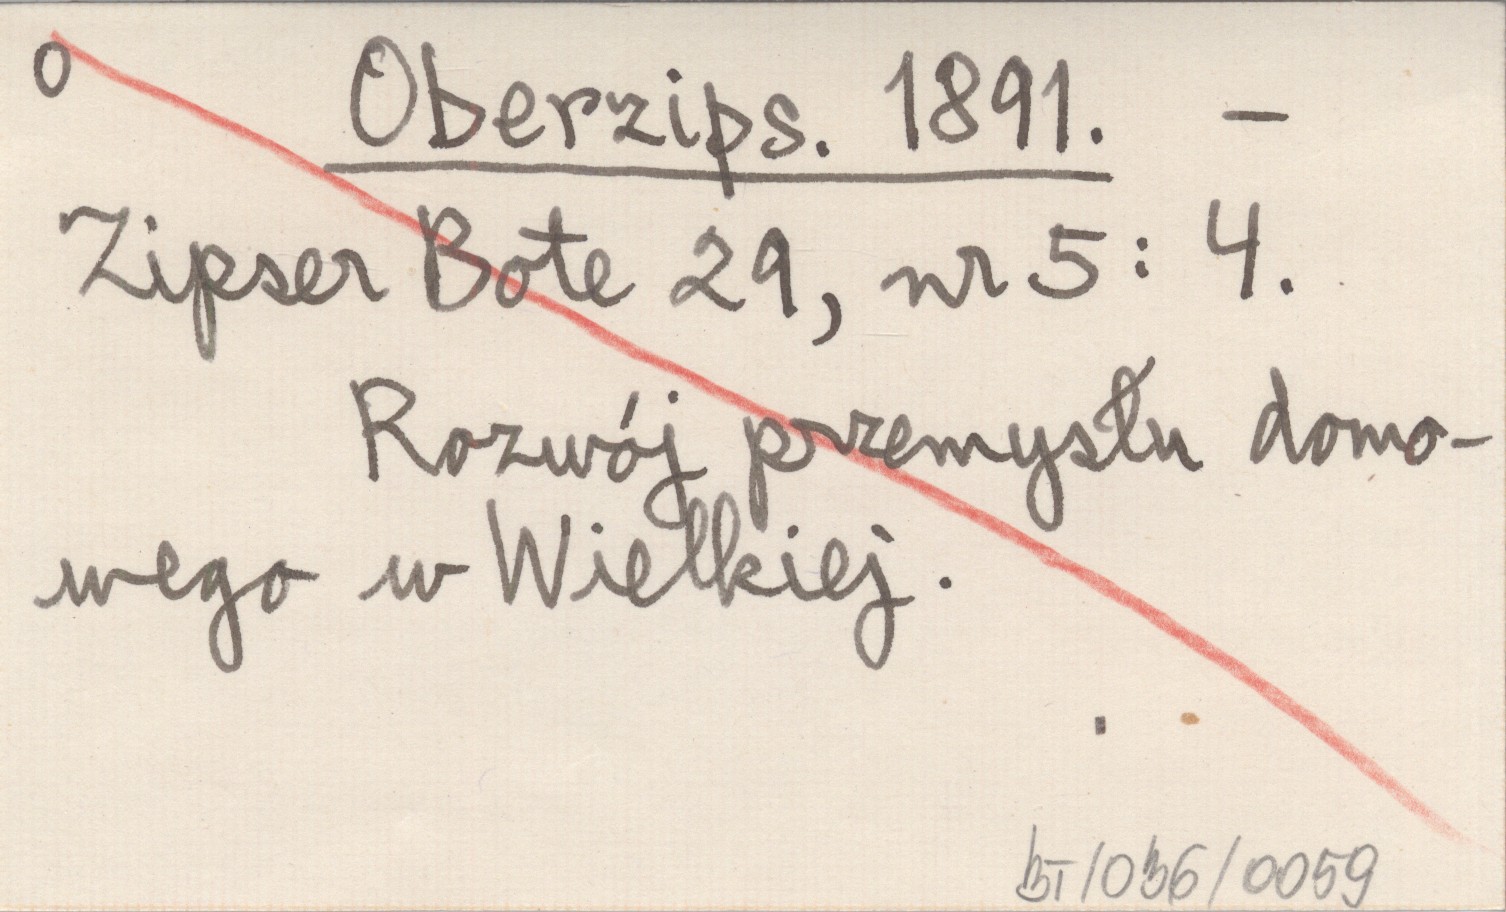 O
Oberzips. 1891. –
Zipser Bote 29, nr 5: 4.
Rozwój przemysłu domo-
wego w Wielkiej.
BT/036/0059